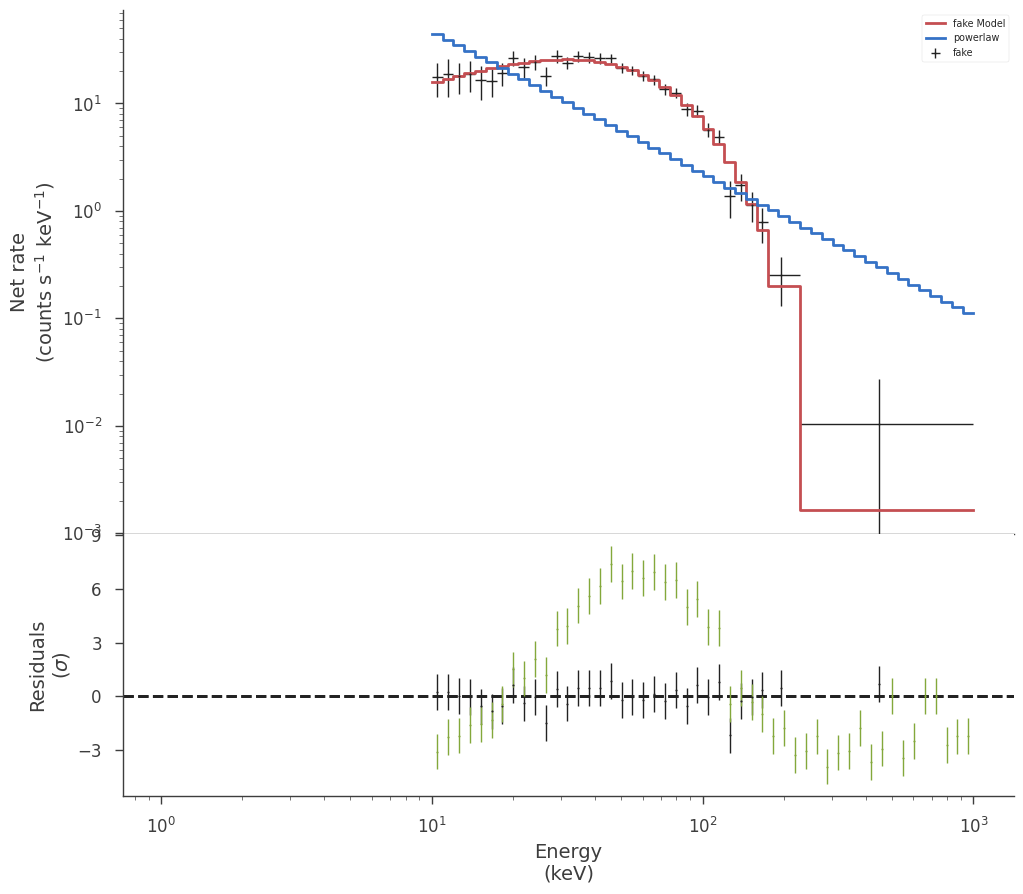 fake Model
powerlaw
fake
Net rate
(counts s⁻¹ keV⁻¹)
10¹
10⁰
10⁻¹
10⁻²
10⁻³
9
6
3
0
−3
Residuals
(σ)
10⁰ 10¹ 10² 10³
Energy
(keV)